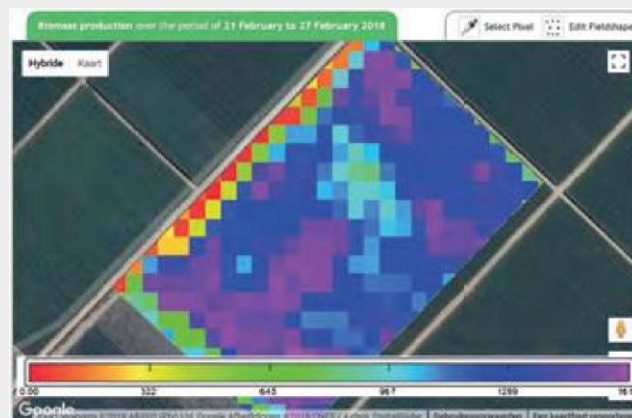 Biomass production over the period of 21 February to 27 February 2018
Select Pixel
Edit Fieldshape
Hybride Kaart
0.00 322 645 967 1289
Google